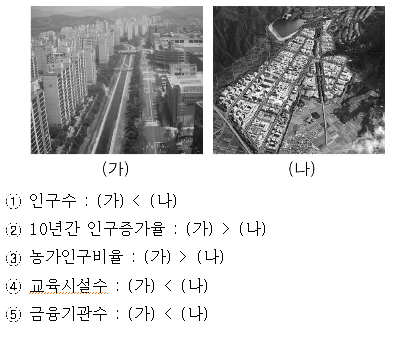 (가) (나)
① 인구수 : (가) < (나)
② 10년간 인구증가율 : (가) > (나)
③ 농가인구비율 : (가) > (나)
④ 교육시설수 : (가) < (나)
⑤ 금융기관수 : (가) < (나)